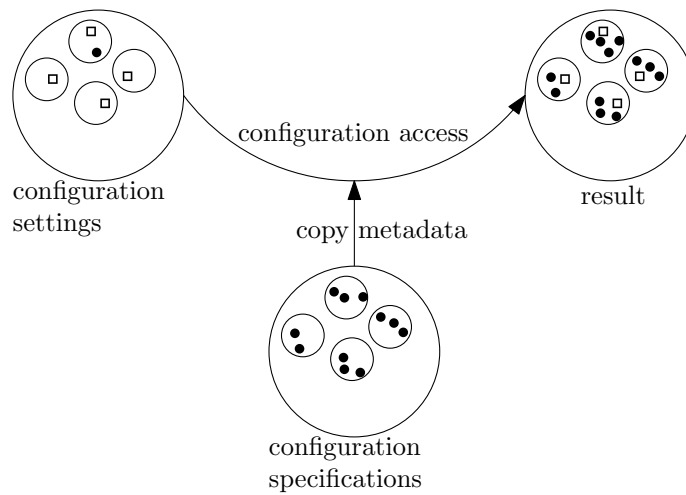 configuration access
configuration
settings
result
copy metadata
configuration
specifications